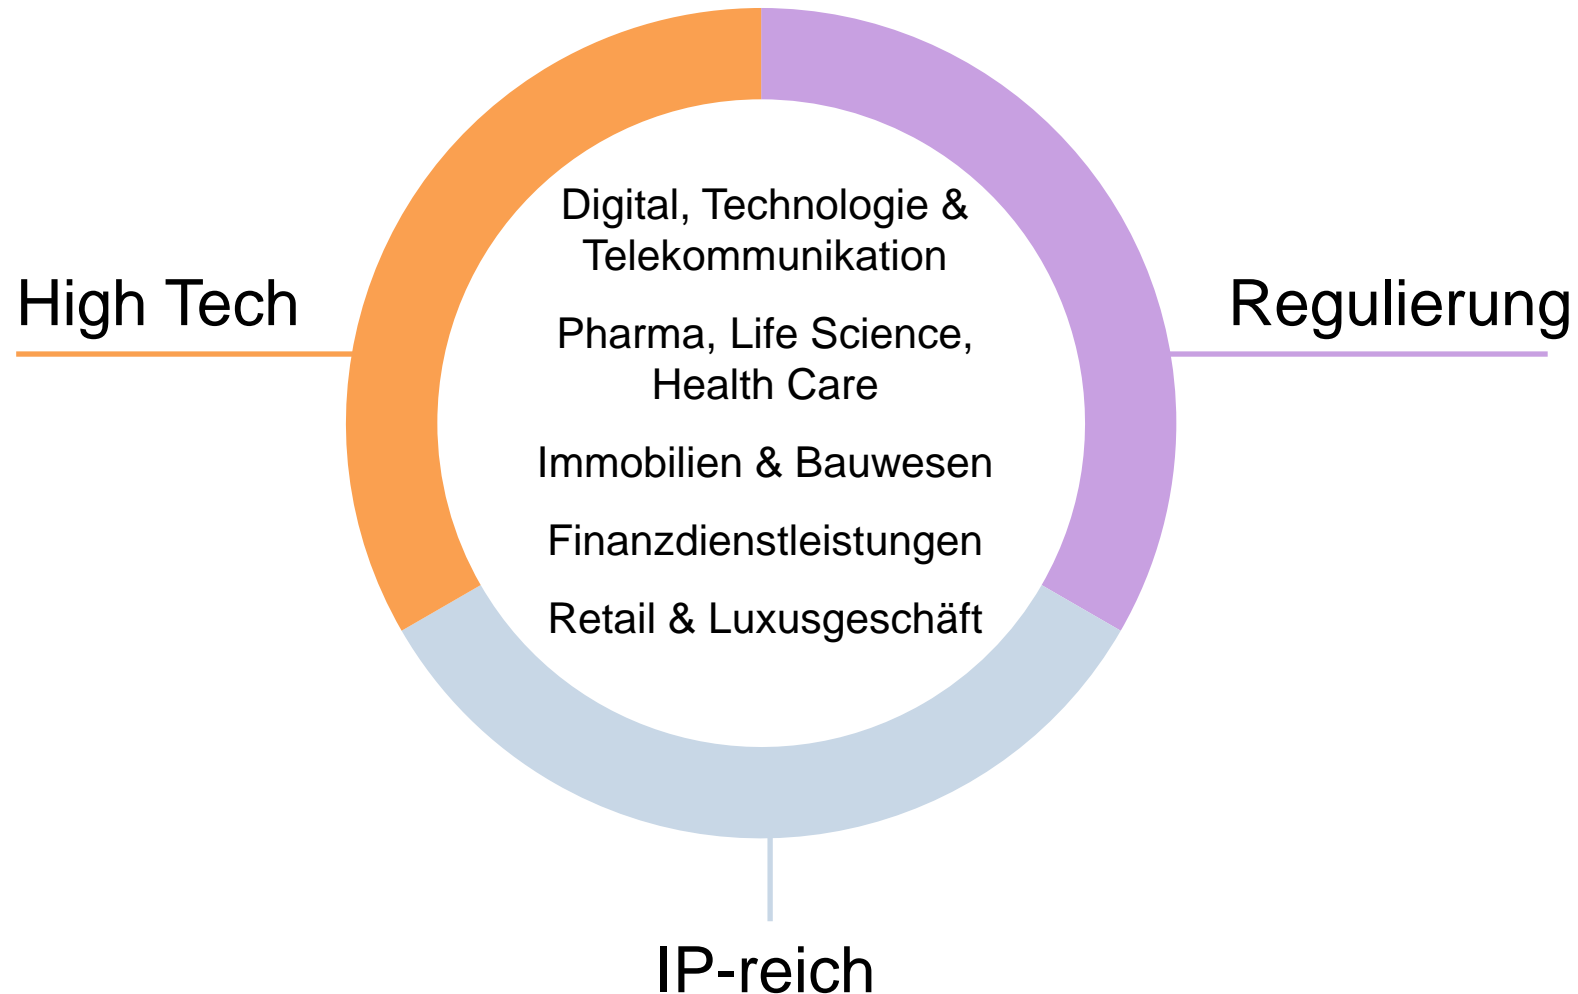 Digital, Technologie &
Telekommunikation
High Tech
Regulierung
Pharma, Life Science,
Health Care
Immobilien & Bauwesen
Finanzdienstleistungen
Retail & Luxusgeschäft
IP-reich